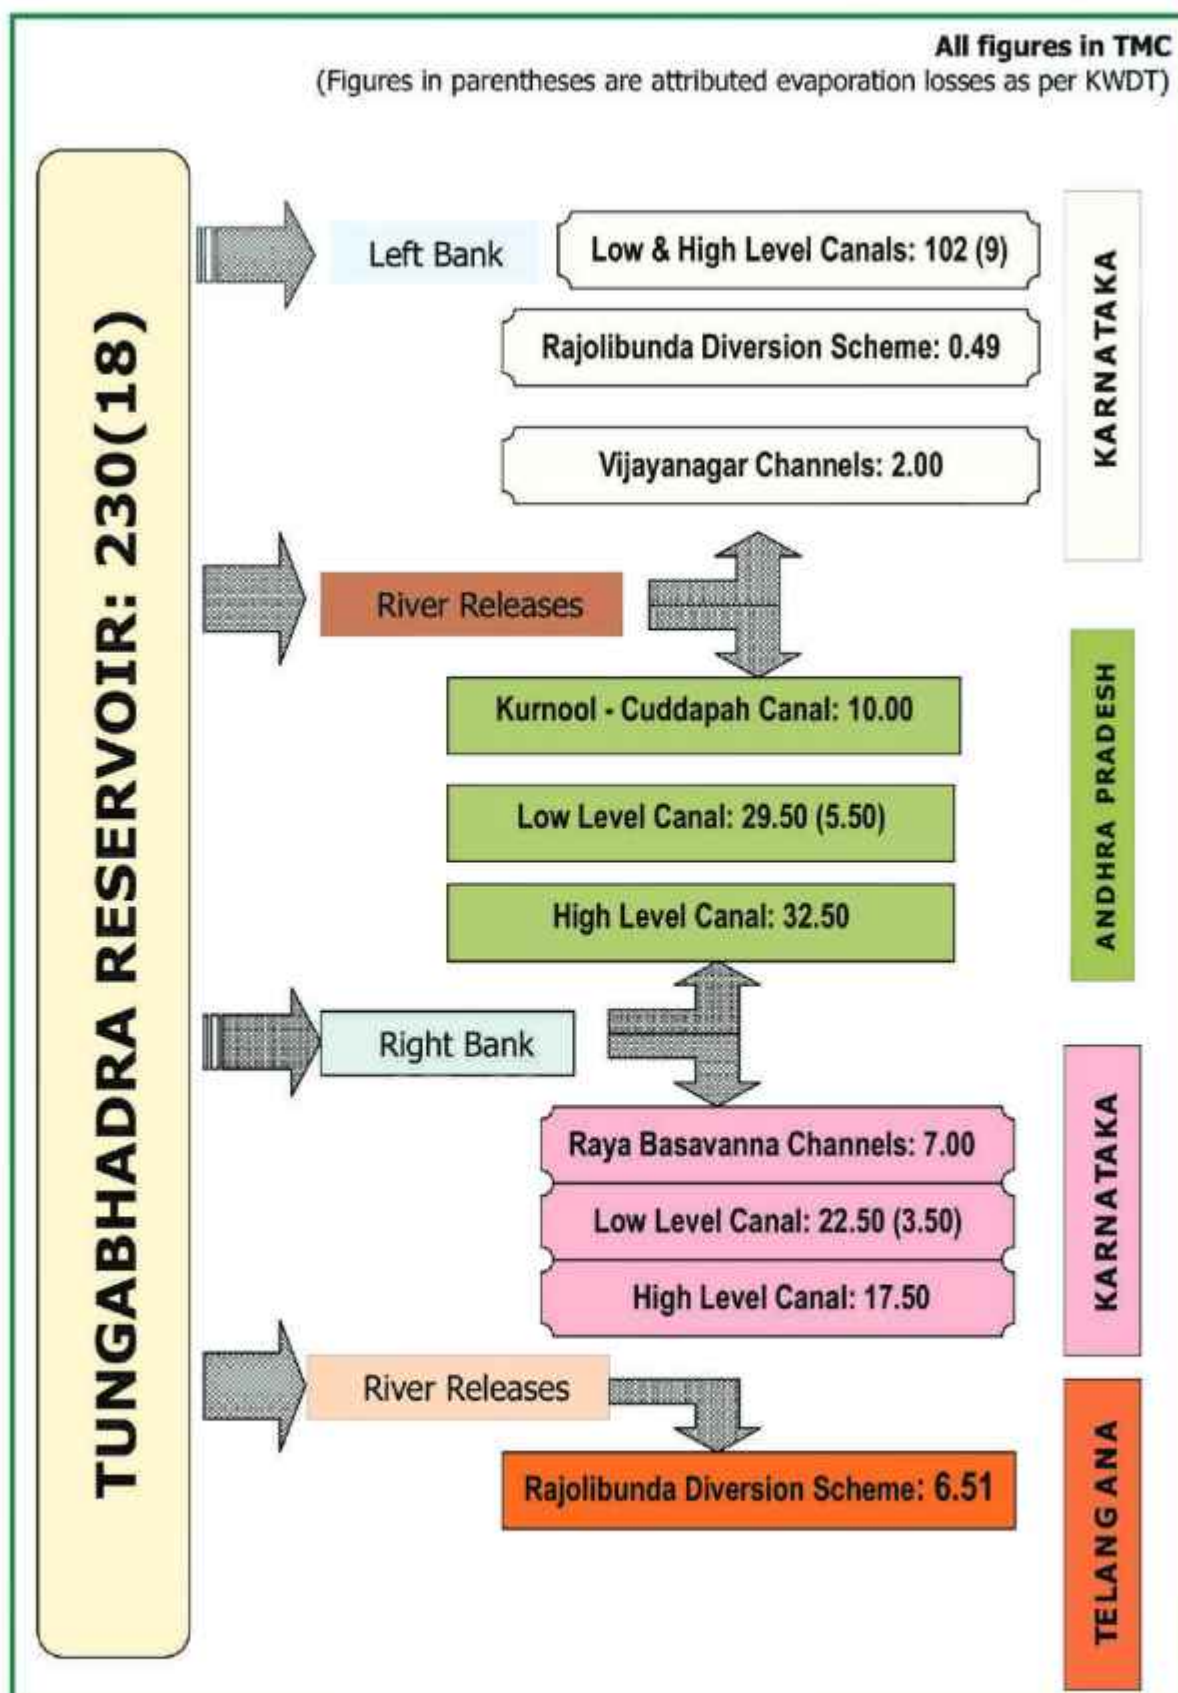 All figures in TMC
(Figures in parentheses are attributed evaporation losses as per KWDT)
TUNGABHADRA RESERVOIR: 230(18)
Left Bank
Low & High Level Canals: 102 (9)
Rajolibunda Diversion Scheme: 0.49
Vijayanagar Channels: 2.00
KARNATAKA
River Releases
Kurnool - Cuddapah Canal: 10.00
Low Level Canal: 29.50 (5.50)
High Level Canal: 32.50
ANDHRA PRADESH
Right Bank
Raya Basavanna Channels: 7.00
Low Level Canal: 22.50 (3.50)
High Level Canal: 17.50
KARNATAKA
River Releases
Rajolibunda Diversion Scheme: 6.51
TELANGANA